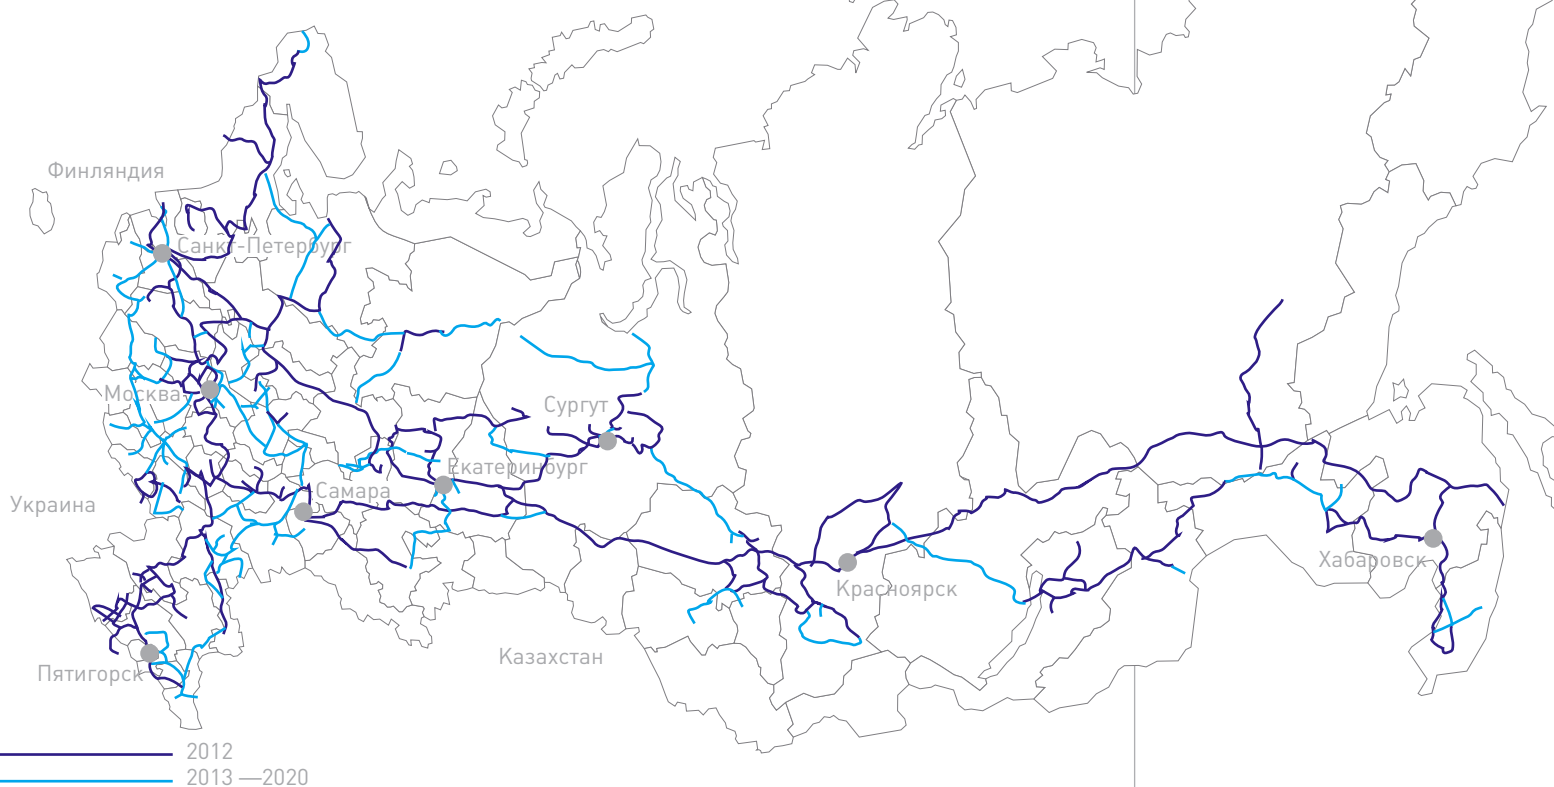 Финляндия
Санкт-Петербург
Москва
Сургут
Екатеринбург
Самара
Украина
Хабаровск
Красноярск
Казахстан
Пятигорск
2012
2013 —2020